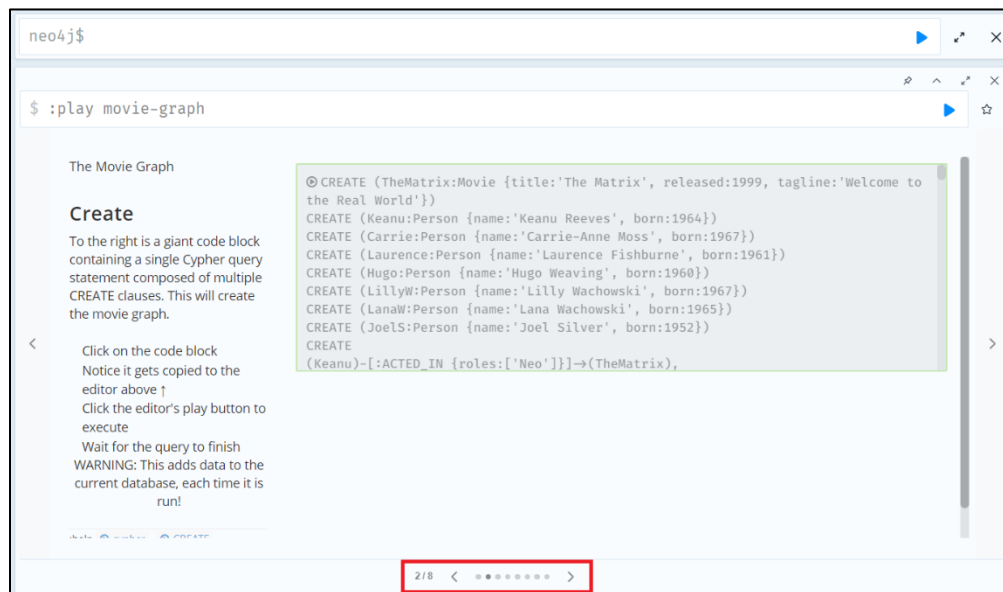 neo4j$
$ :play movie-graph
The Movie Graph
Create
To the right is a giant code block
containing a single Cypher query
statement composed of multiple
CREATE clauses. This will create
the movie graph.
Click on the code block
Notice it gets copied to the
editor above ↑
Click the editor's play button to
execute
Wait for the query to finish
WARNING: This adds data to the
current database, each time it is
run!
CREATE (TheMatrix:Movie {title:'The Matrix', released:1999, tagline:'Welcome to
the Real World'})
CREATE (Keanu:Person {name:'Keanu Reeves', born:1964})
CREATE (Carrie:Person {name:'Carrie-Anne Moss', born:1967})
CREATE (Laurence:Person {name:'Laurence Fishburne', born:1961})
CREATE (Hugo:Person {name:'Hugo Weaving', born:1960})
CREATE (LillyW:Person {name:'Lilly Wachowski', born:1967})
CREATE (LanaW:Person {name:'Lana Wachowski', born:1965})
CREATE (JoelS:Person {name:'Joel Silver', born:1952})
CREATE
(Keanu)-[:ACTED_IN {roles:['Neo']}]→(TheMatrix),
2/8